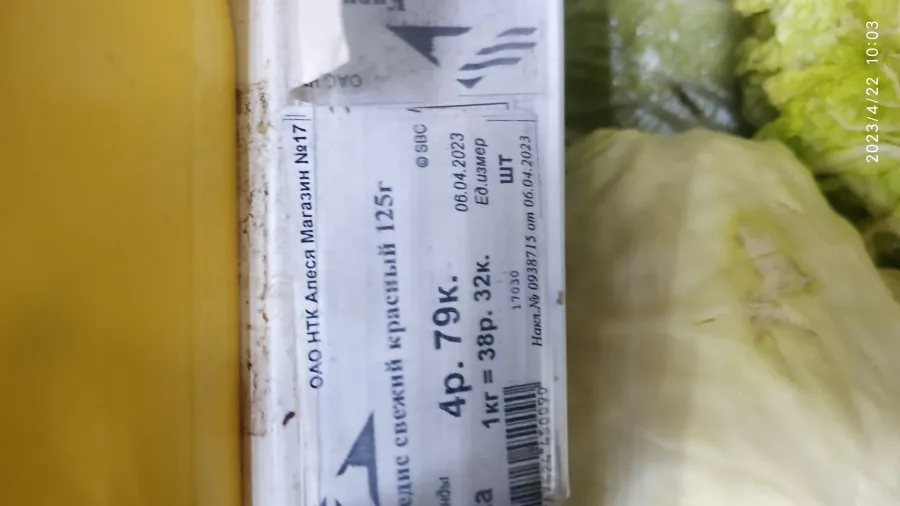 ОАО НТК Алеся Магазин №17
© SBC
едис свежий красный 125г
4р. 79к.
06.04.2023
Ед.измер
1кг = 38р. 32к.
шт
17030
Накл.№ 0938715 от 06.04.2023
ОАО
2023/4/22 10:03